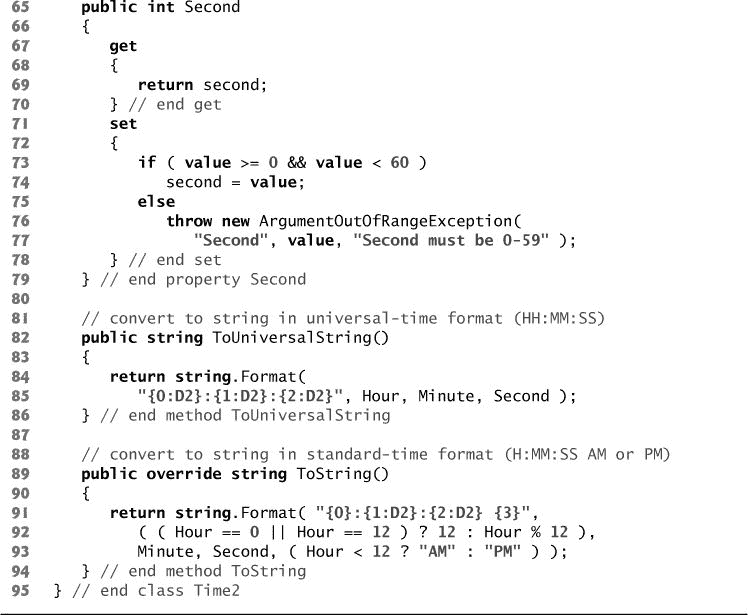 65 public int Second
66 {
67 get
68 {
69 return second;
70 } // end get
71 set
72 {
73 if ( value >= 0 && value < 60 )
74 second = value;
75 else
76 throw new ArgumentOutOfRangeException(
77 "Second", value, "Second must be 0-59" );
78 } // end set
79 } // end property Second
80
81 // convert to string in universal-time format (HH:MM:SS)
82 public string ToUniversalString()
83 {
84 return string.Format(
85 "{0:D2}:{1:D2}:{2:D2}", Hour, Minute, Second );
86 } // end method ToUniversalString
87
88 // convert to string in standard-time format (H:MM:SS AM or PM)
89 public override string ToString()
90 {
91 return string.Format( "{0}:{1:D2}:{2:D2} {3}",
92 ( ( Hour == 0 || Hour == 12 ) ? 12 : Hour % 12 ),
93 Minute, Second, ( Hour < 12 ? "AM" : "PM" ) );
94 } // end method ToString
95 } // end class Time2